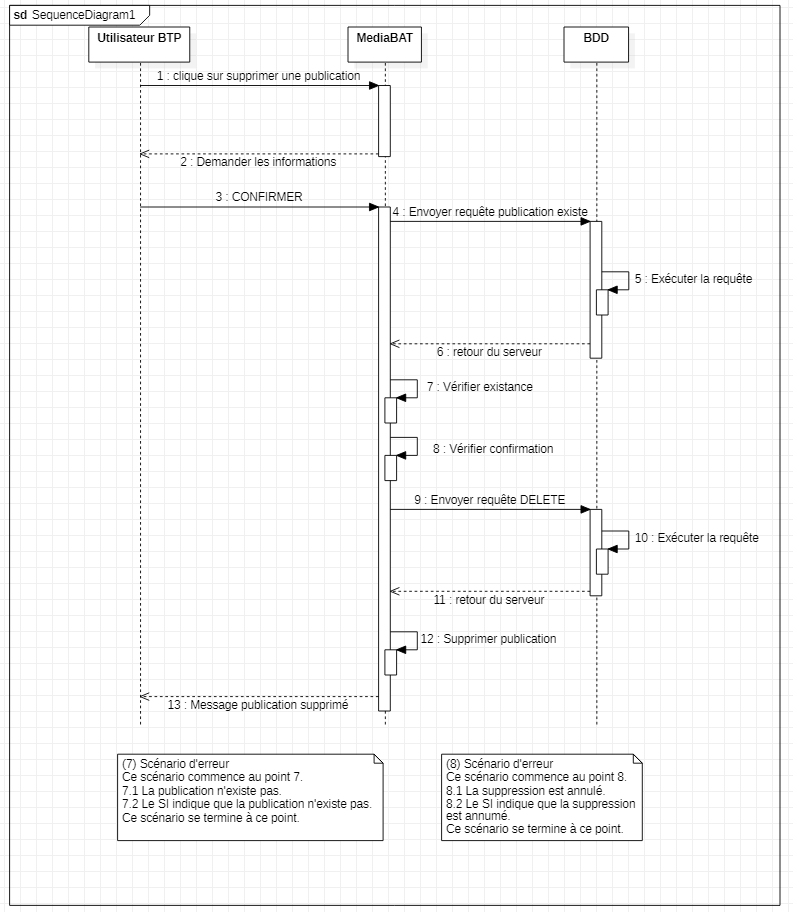 sd SequenceDiagram1
Utilisateur BTP
MediaBAT
BDD
1 : clique sur supprimer une publication
2 : Demander les informations
3 : CONFIRMER
4 : Envoyer requête publication existe
5 : Exécuter la requête
6 : retour du serveur
7 : Vérifier existance
8 : Vérifier confirmation
9 : Envoyer requête DELETE
10 : Exécuter la requête
11 : retour du serveur
12 : Supprimer publication
13 : Message publication supprimé
(7) Scénario d'erreur
Ce scénario commence au point 7.
7.1 La publication n'existe pas.
7.2 Le SI indique que la publication n'existe pas.
Ce scénario se termine à ce point.
(8) Scénario d'erreur
Ce scénario commence au point 8.
8.1 La suppression est annulé.
8.2 Le SI indique que la suppression
est annumé.
Ce scénario se termine à ce point.